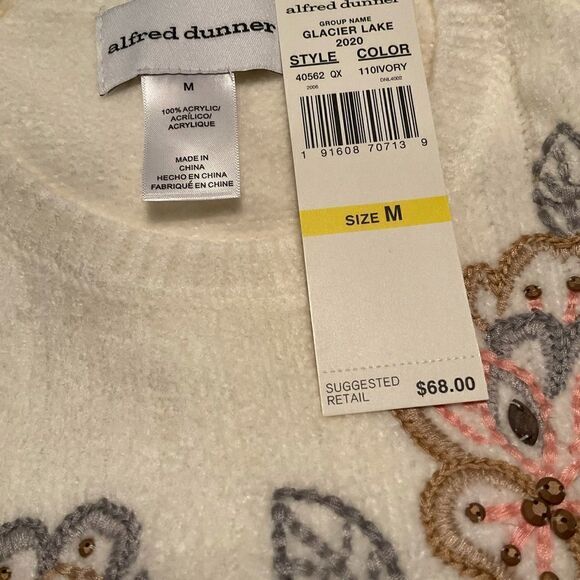 alfred dunner
M
100% ACRYLIC/
ACRÍLICO/
ACRYLIQUE
MADE IN
CHINA
HECHO EN CHINA
FABRIQUÉ EN CHINE
alfred dunner
GROUP NAME
GLACIER LAKE
2020
STYLE COLOR
40562 QX 110IVORY
2006 DNL4002
1 91608 70713 9
SIZE M
SUGGESTED
RETAIL $68.00